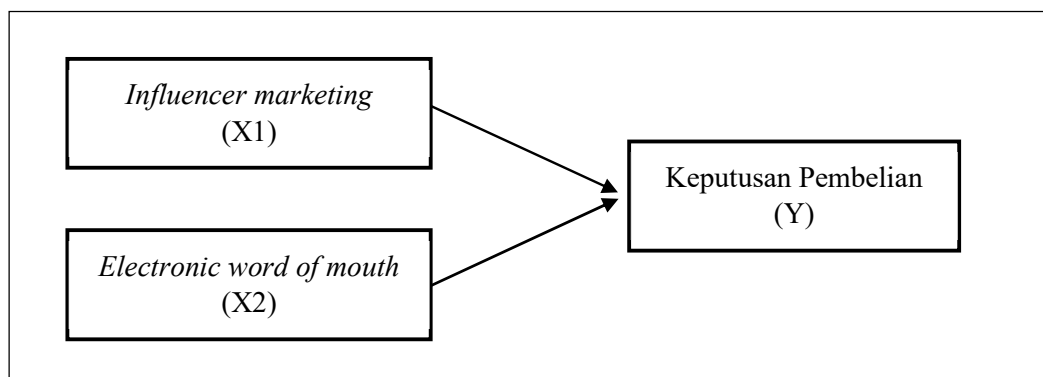 Influencer marketing
(X1)
Electronic word of mouth
(X2)
Keputusan Pembelian
(Y)